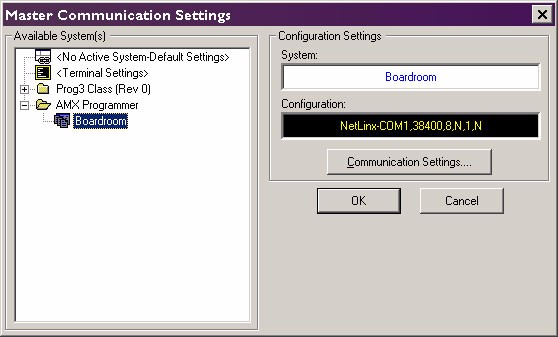 Master Communication Settings
Available System(s)
<No Active System-Default Settings>
<Terminal Settings>
Prog3 Class (Rev 0)
AMX Programmer
Boardroom
Configuration Settings
System:
Boardroom
Configuration:
NetLinx-COM1,38400,8,N,1,N
Communication Settings....
OK
Cancel